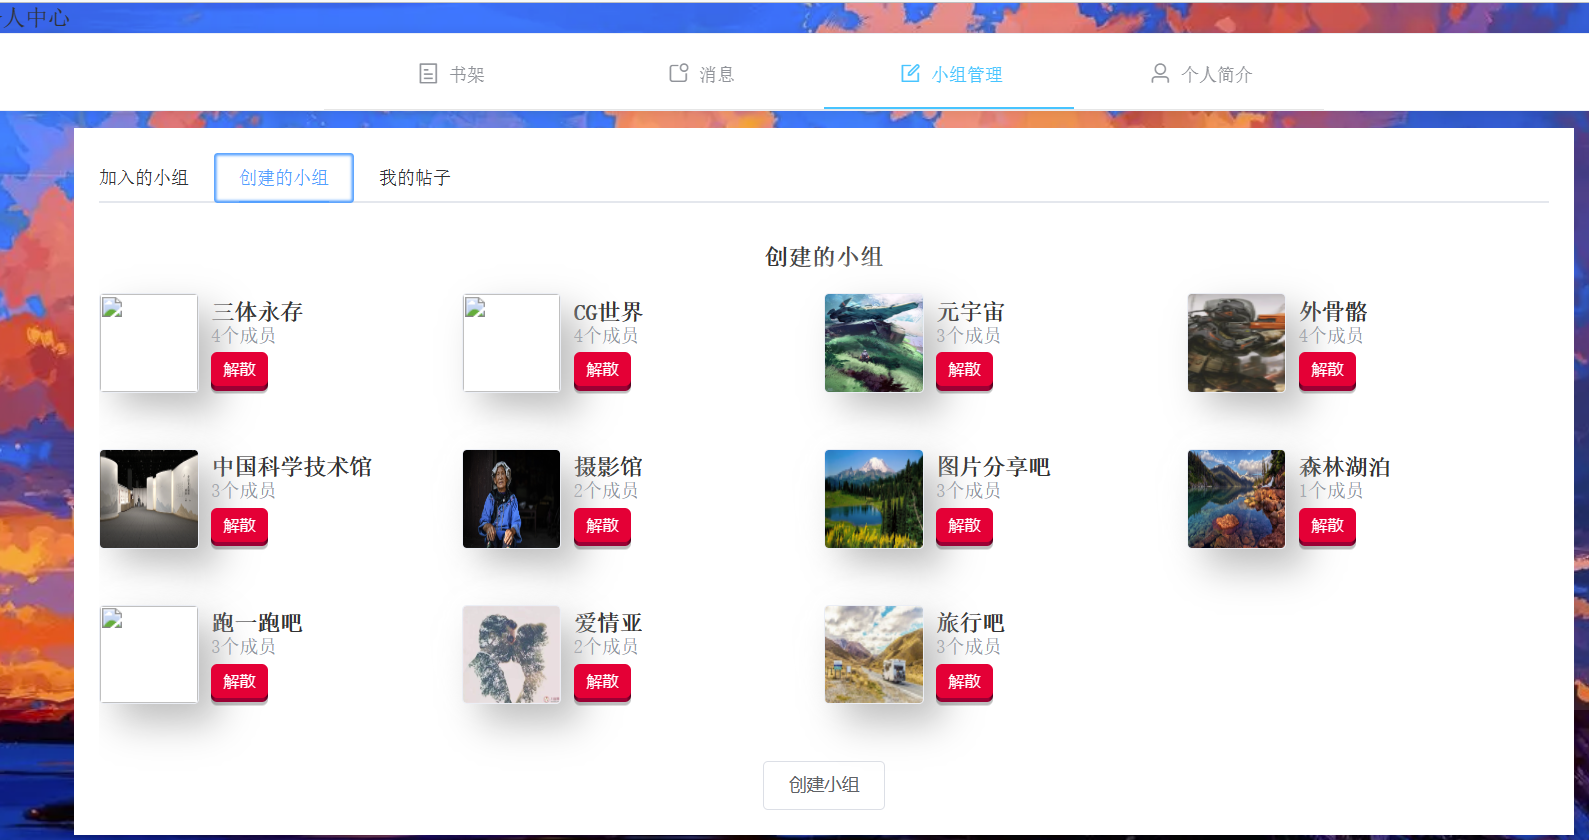 个人中心
书架
消息
小组管理
个人简介
加入的小组
创建的小组
我的帖子
创建的小组
三体永存
4个成员
解散
CG世界
4个成员
解散
元宇宙
3个成员
解散
外骨骼
4个成员
解散
中国科学技术馆
3个成员
解散
摄影馆
2个成员
解散
图片分享吧
3个成员
解散
森林湖泊
1个成员
解散
跑一跑吧
3个成员
解散
爱情亚
2个成员
解散
旅行吧
3个成员
解散
创建小组